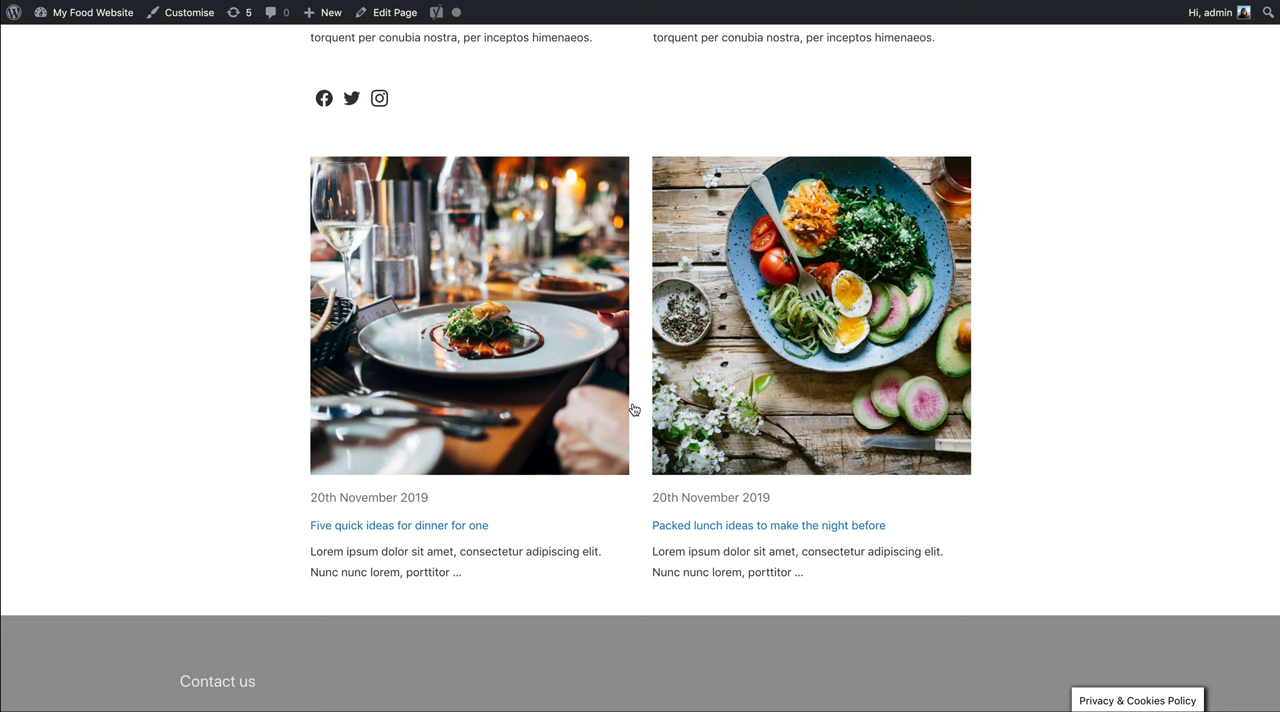 My Food Website Customise 5 0 New Edit Page Hi, admin
torquent per conubia nostra, per inceptos himenaeos.
torquent per conubia nostra, per inceptos himenaeos.
20th November 2019
Five quick ideas for dinner for one
Lorem ipsum dolor sit amet, consectetur adipiscing elit.
Nunc nunc lorem, porttitor ...
20th November 2019
Packed lunch ideas to make the night before
Lorem ipsum dolor sit amet, consectetur adipiscing elit.
Nunc nunc lorem, porttitor ...
Contact us
Privacy & Cookies Policy